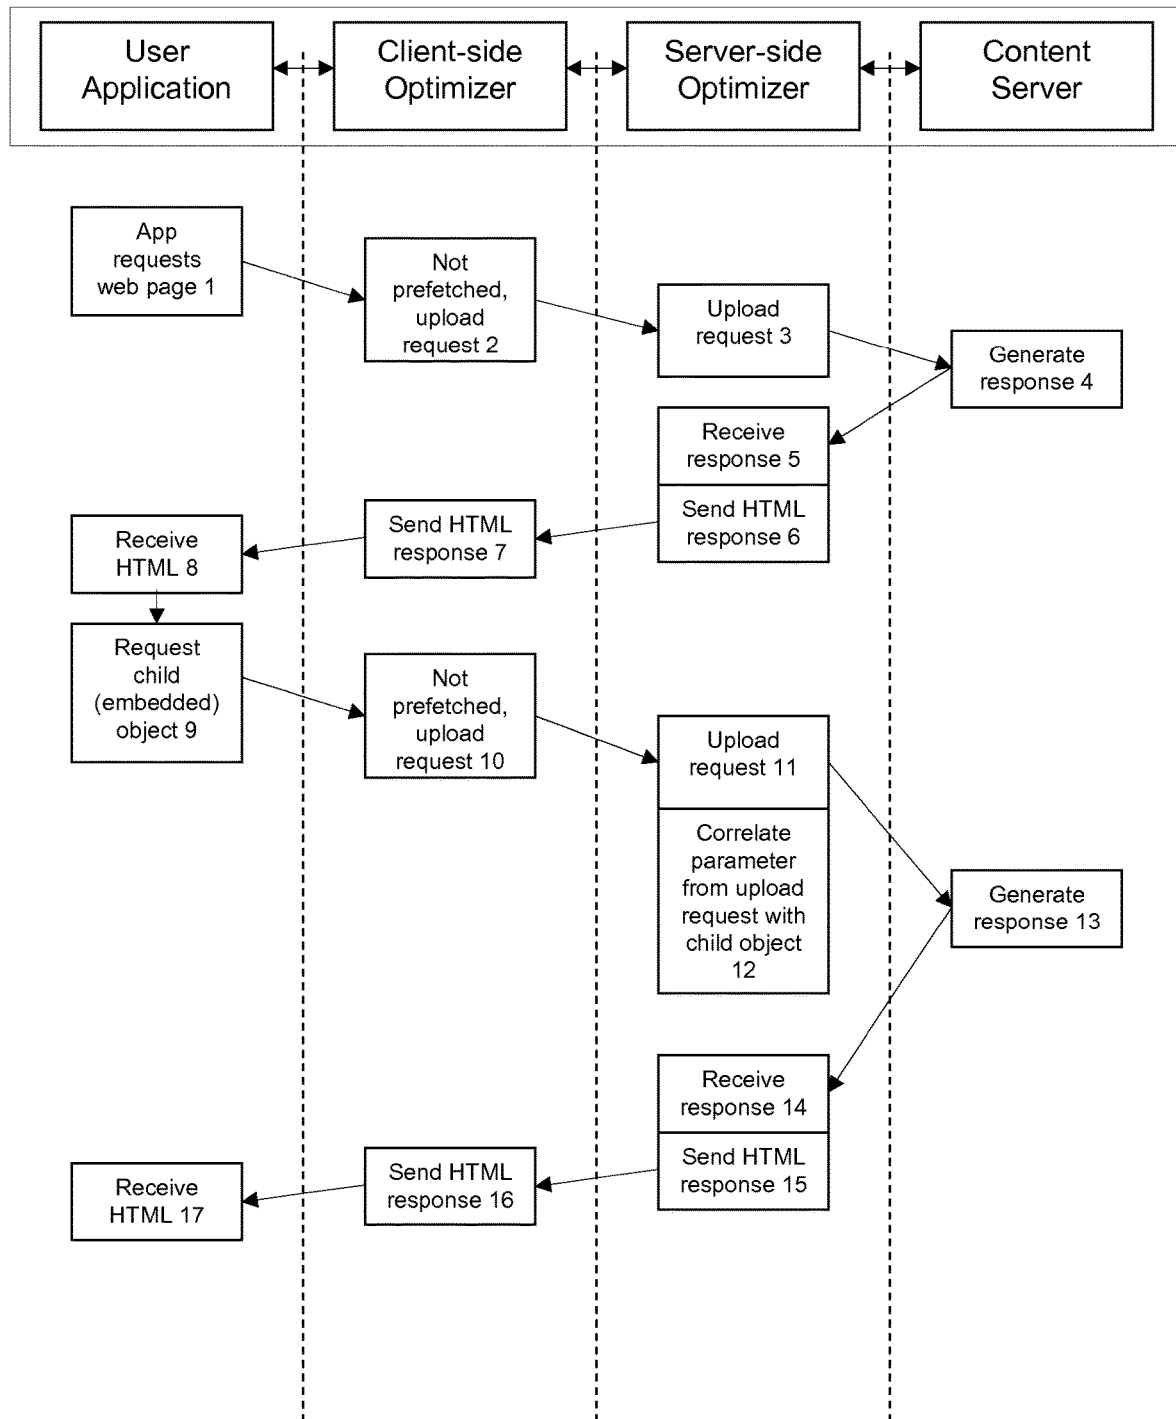 User
Application
Client-side
Optimizer
Server-side
Optimizer
Content
Server
App
requests
web page 1
Not
prefetched,
upload
request 2
Upload
request 3
Generate
response 4
Receive
response 5
Send HTML
response 6
Send HTML
response 7
Receive
HTML 8
Request
child
(embedded)
object 9
Not
prefetched,
upload
request 10
Upload
request 11
Correlate
parameter
from upload
request with
child object
12
Generate
response 13
Receive
response 14
Send HTML
response 15
Send HTML
response 16
Receive
HTML 17